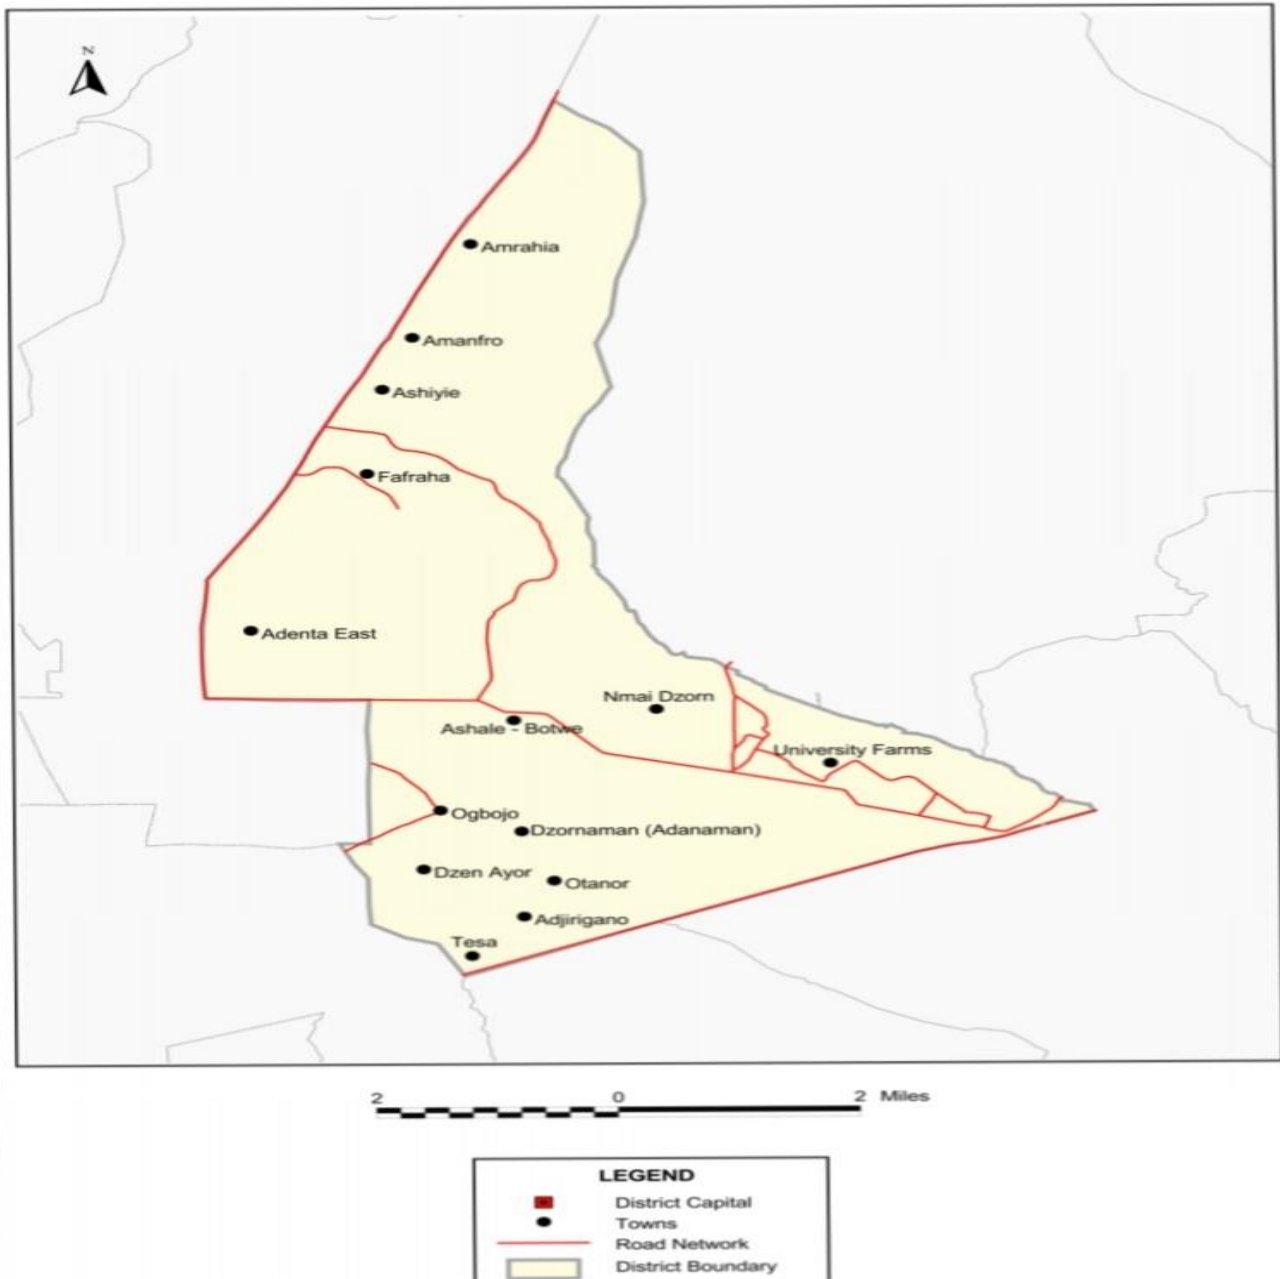 N
Amrahia
Amanfro
Ashiyie
Fafraha
Adenta East
Nmai Dzorn
Ashale - Botwe
University Farms
Ogbojo
Dzornaman (Adanaman)
Dzen Ayor
Otanor
Adjirigano
Tesa
2 0 2 Miles
LEGEND
District Capital
Towns
Road Network
District Boundary